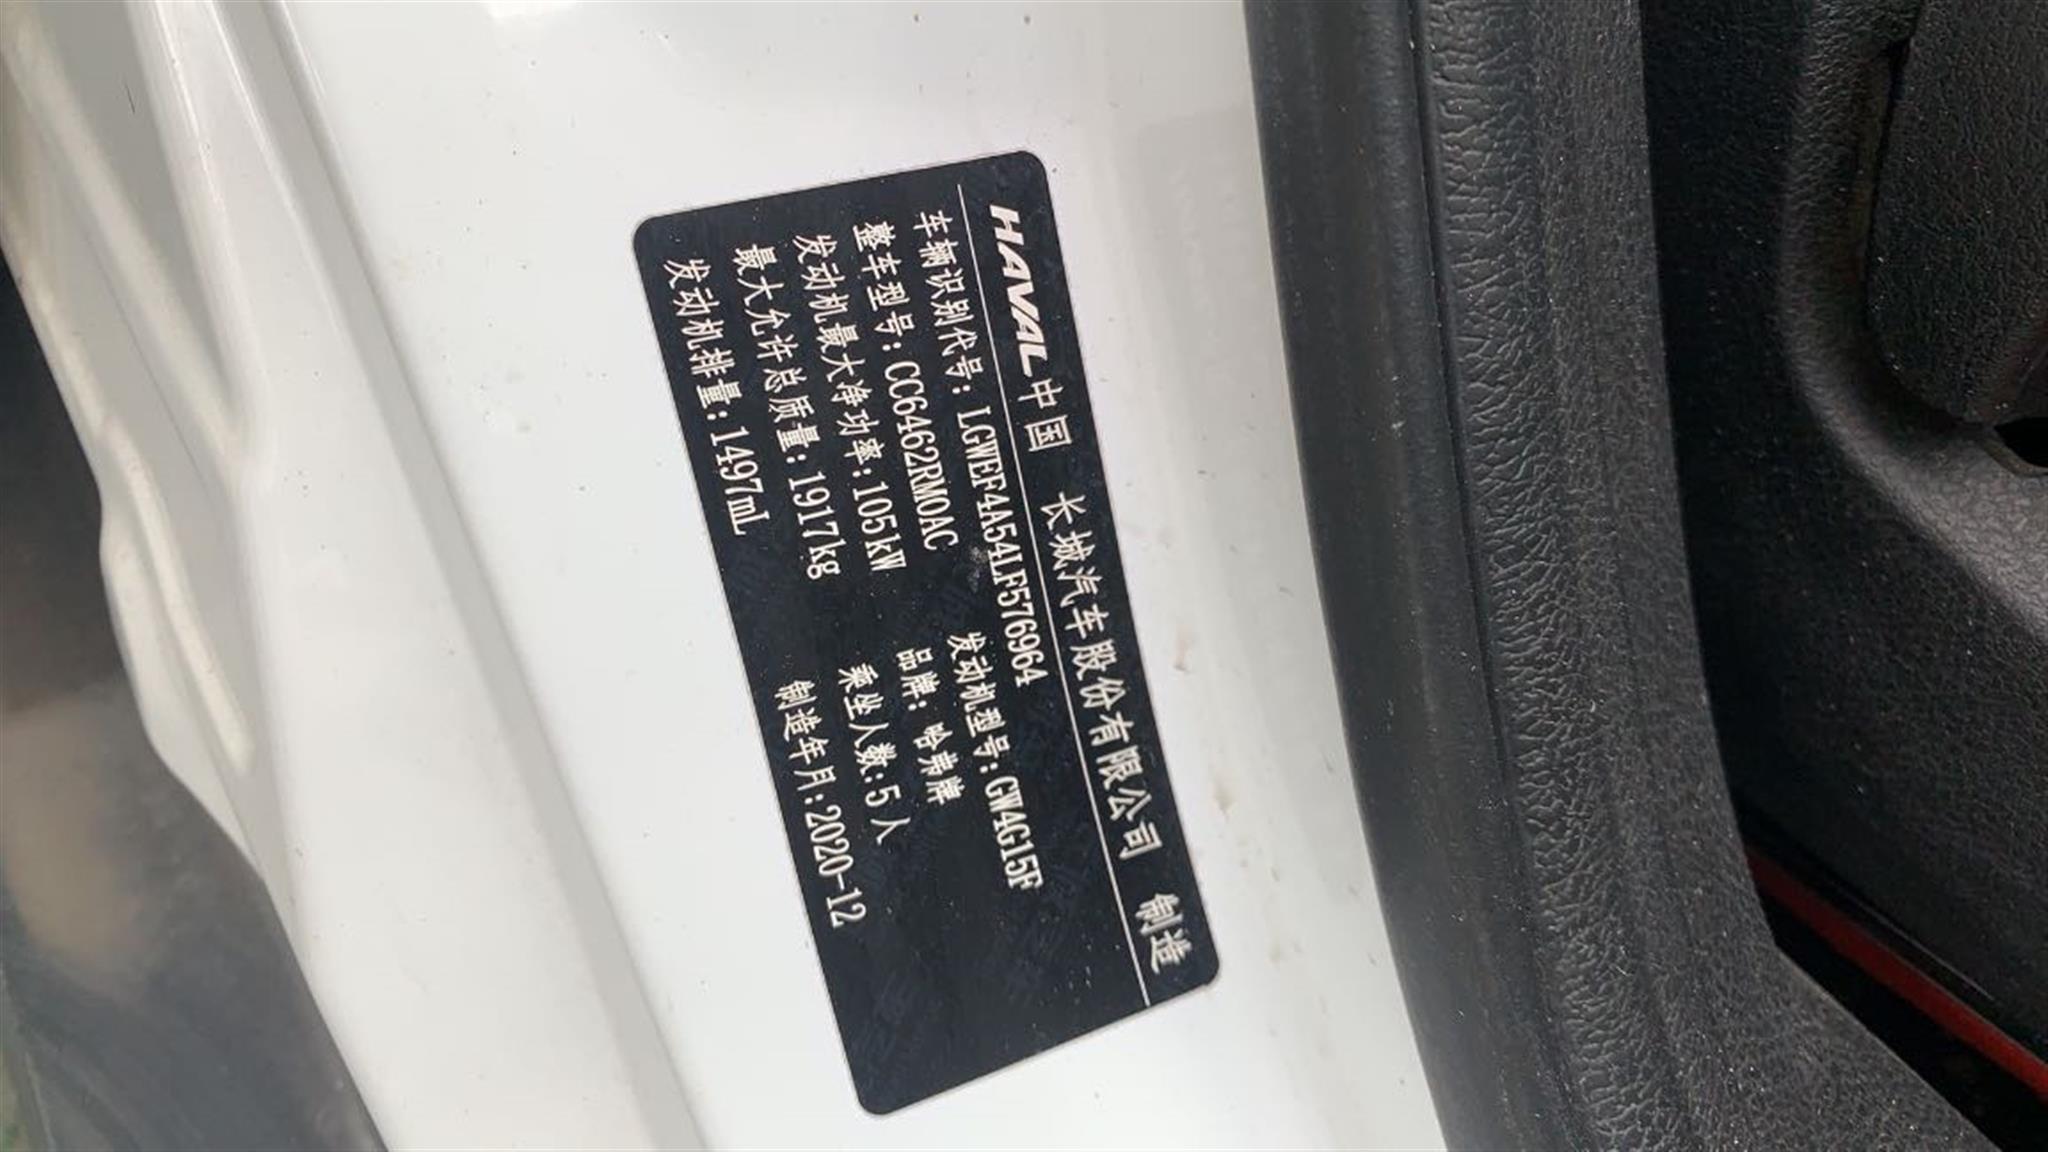 HAVAL 中国 长城汽车股份有限公司 制造
车辆识别代号:LGWEF4A54LF576964
整车型号:CC6462RM0AC 发动机型号:GW4G15F
发动机最大净功率:105kW 品牌:哈弗牌
最大允许总质量:1917kg 乘坐人数:5人
发动机排量:1497mL 制造年月:2020-12